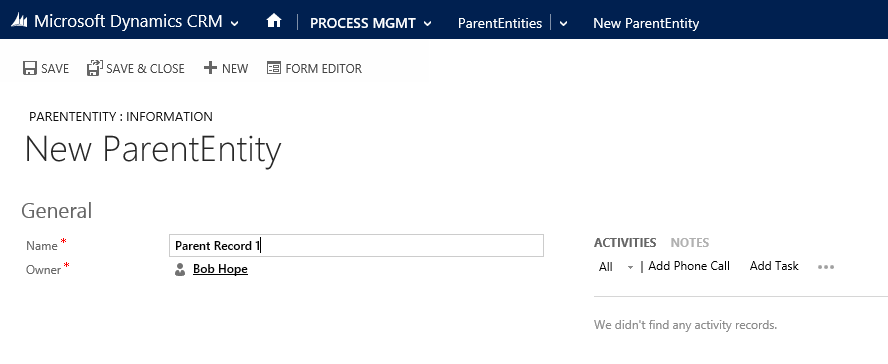 Microsoft Dynamics CRM PROCESS MGMT ParentEntities New ParentEntity
SAVE SAVE & CLOSE NEW FORM EDITOR
PARENTENTITY : INFORMATION
New ParentEntity
General
Name * Parent Record 1
Owner * Bob Hope
ACTIVITIES NOTES
All | Add Phone Call Add Task •••
We didn't find any activity records.